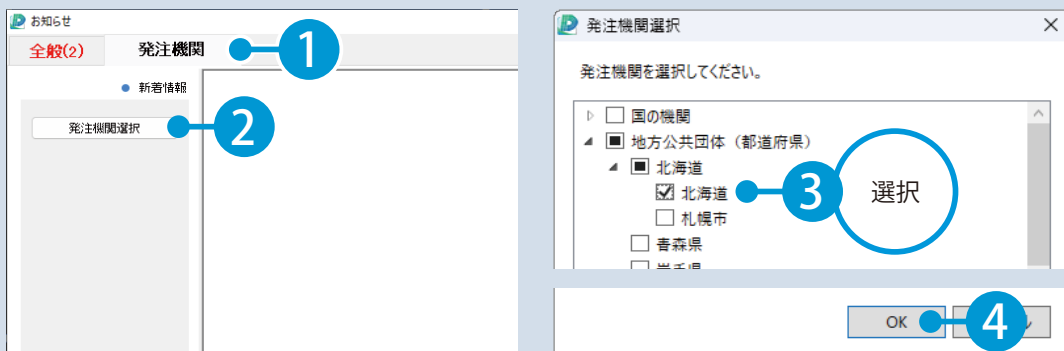 お知らせ
全般(2)
発注機関
1
新着情報
発注機関選択
2
発注機関選択
発注機関を選択してください。
国の機関
地方公共団体（都道府県）
北海道
北海道
3
選択
札幌市
青森県
OK
4